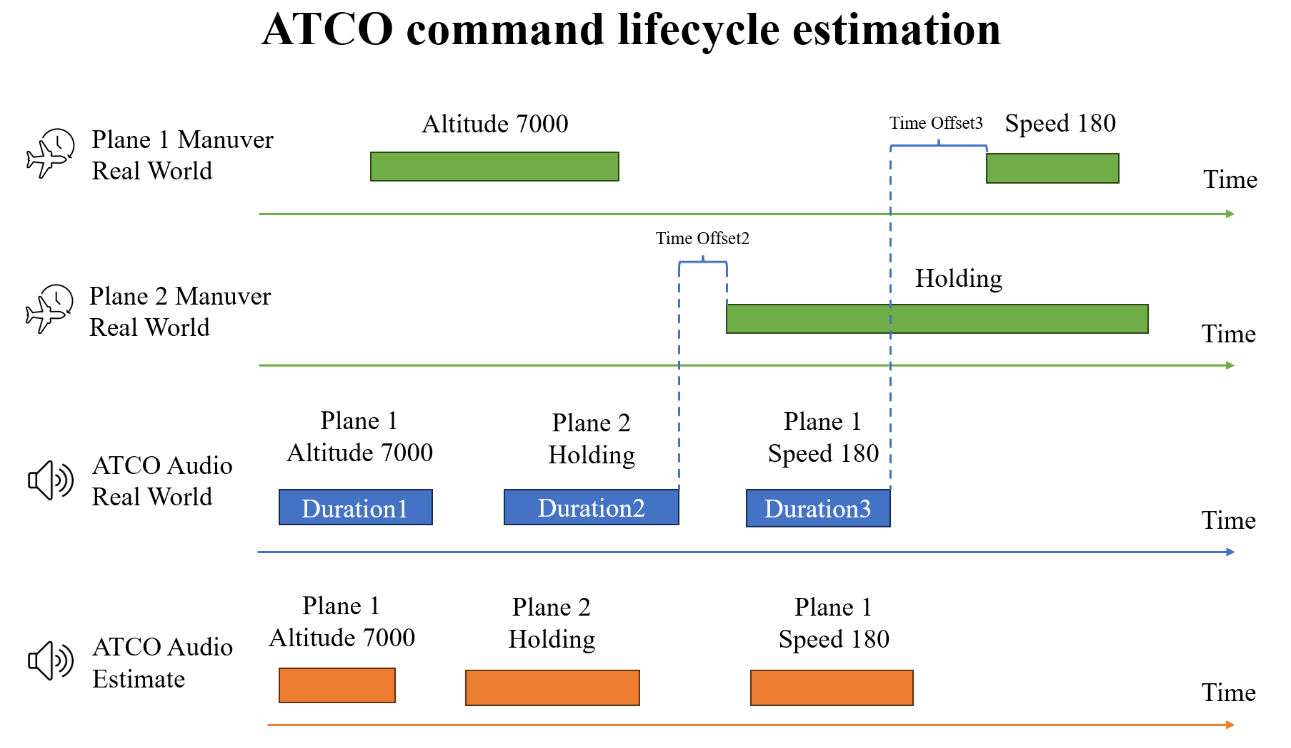 ATCO command lifecycle estimation
Plane 1 Manuver
Real World
Altitude 7000
Time Offset3
Speed 180
Time
Time Offset2
Plane 2 Manuver
Real World
Holding
Time
ATCO Audio
Real World
Plane 1
Altitude 7000
Duration1
Plane 2
Holding
Duration2
Plane 1
Speed 180
Duration3
Time
ATCO Audio
Estimate
Plane 1
Altitude 7000
Plane 2
Holding
Plane 1
Speed 180
Time